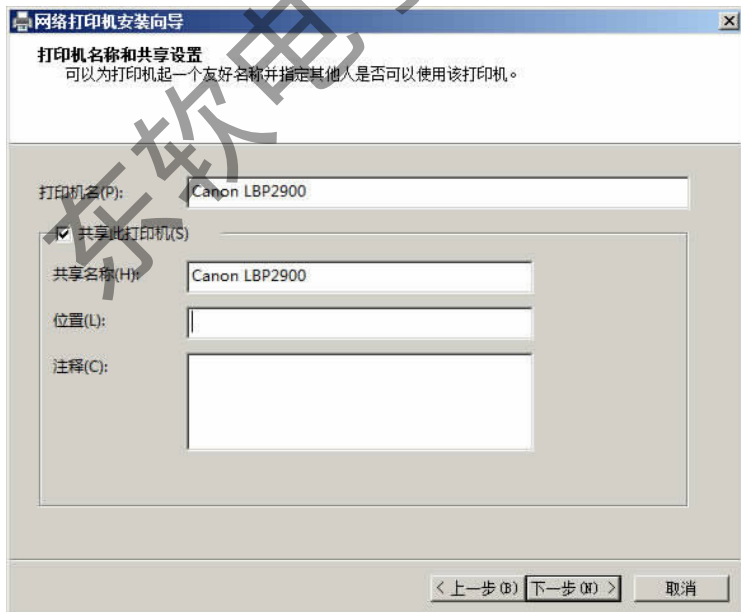 网络打印机安装向导
打印机名称和共享设置
可以为打印机起一个友好名称并指定其他人是否可以使用该打印机。
打印机名(P): Canon LBP2900
共享此打印机(S)
共享名称(H): Canon LBP2900
位置(L):
注释(C):
< 上一步(B) 下一步(N) > 取消
东软电